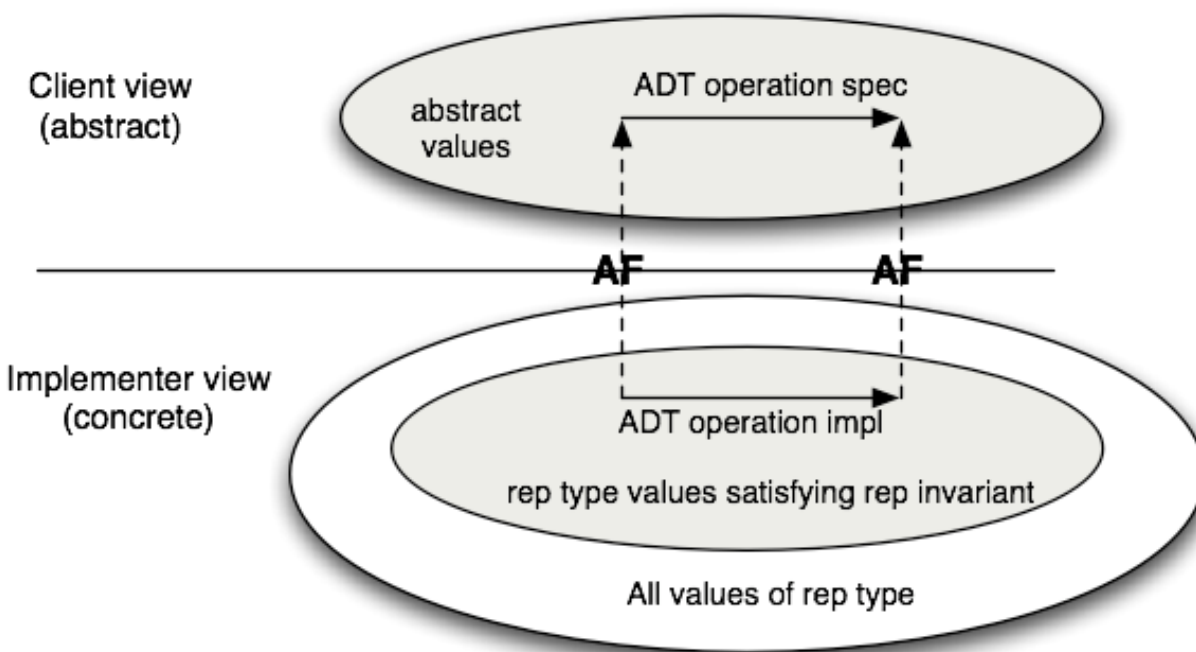 Client view
(abstract)
ADT operation spec
abstract
values
AF AF
Implementer view
(concrete)
ADT operation impl
rep type values satisfying rep invariant
All values of rep type